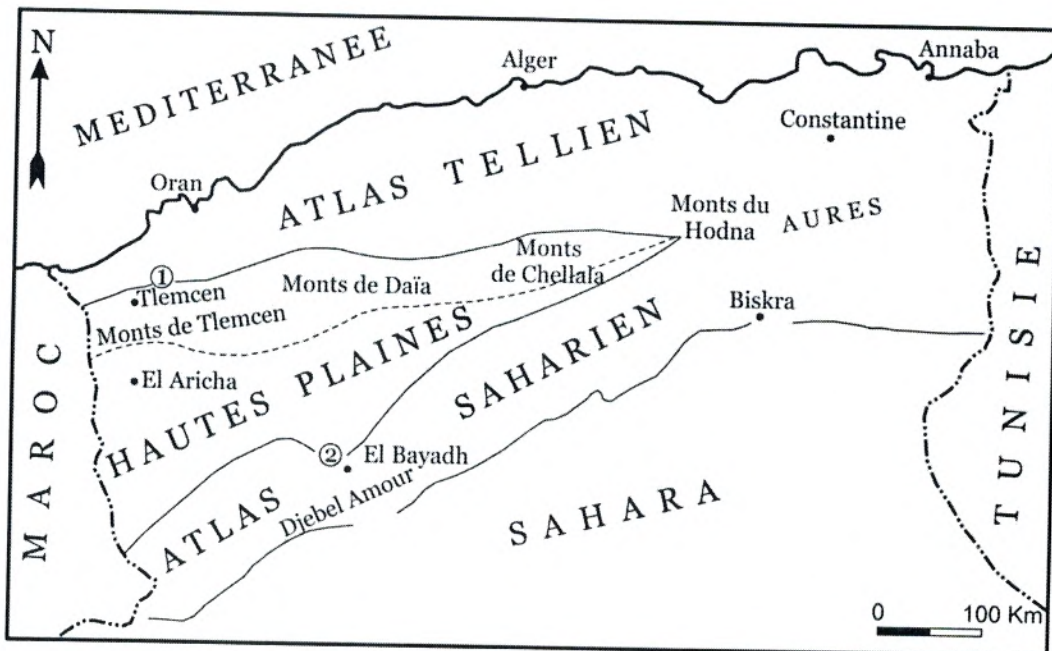 N
MEDITERRANEE
Alger
Annaba
Constantine
ATLAS TELLIEN
Oran
Monts du
Hodna
AURES
Monts
de Chellala
①
Tlemcen
Monts de Daïa
Monts de Tlemcen
Biskra
El Aricha
HAUTES PLAINES
ATLAS SAHARIEN
②
El Bayadh
Djebel Amour
SAHARA
MAROC
TUNISIE
0 100 Km